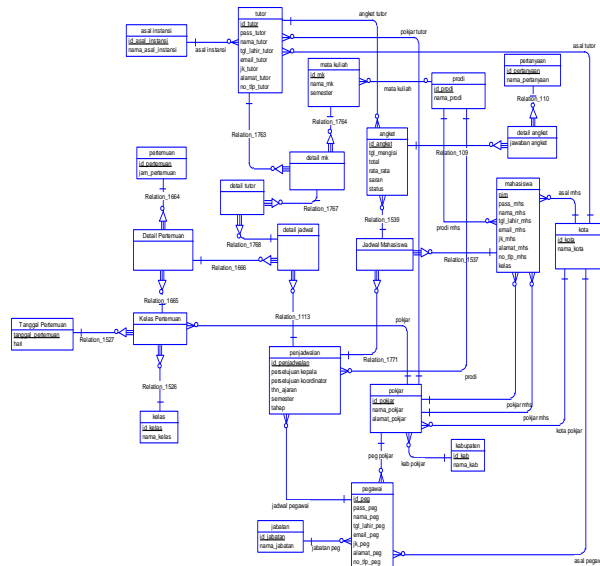 tutor
id_tutor
pass_tutor
nama_tutor
tgl_lahir_tutor
email_tutor
jk_tutor
alamat_tutor
no_tlp_tutor
angket tutor
pokjar tutor
asal tutor
asal instansi
id_asal_instansi
nama_asal_instansi
asal instansi
mata kuliah
id_mk
nama_mk
semester
mata kuliah
prodi
id_prodi
nama_prodi
pertanyaan
id_pertanyaan
nama_pertanyaan
Relation_110
detail angket
jawaban angket
Relation_1763
Relation_1764
angket
id_angket
tgl_mengisi
total
rata_rata
saran
status
Relation_109
pertemuan
id_pertemuan
jam_pertemuan
detail mk
detail tutor
Relation_1767
mahasiswa
nim
pass_mhs
nama_mhs
tgl_lahir_mhs
email_mhs
jk_mhs
alamat_mhs
no_tlp_mhs
kelas
asal mhs
Relation_1664
Relation_1539
prodi mhs
kota
id_kota
nama_kota
Detail Pertemuan
Relation_1768
detail jadwal
Jadwal Mahasiswa
Relation_1537
Relation_1666
Relation_1665
Relation_1113
Tanggal Pertemuan
tanggal_pertemuan
hari
Relation_1527
Kelas Pertemuan
pokjar
penjadwalan
id_penjadwalan
persetujuan kepala
persetujuan koordinator
thn_ajaran
semester
tahap
Relation_1771
prodi
Relation_1526
pokjar
id_pokjar
nama_pokjar
alamat_pokjar
pokjar mhs
pokjar mhs
kota pokjar
kelas
id_kelas
nama_kelas
peg pokjar
kab pokjar
kabupaten
id_kab
nama_kab
jadwal pegawai
pegawai
id_peg
pass_peg
nama_peg
tgl_lahir_peg
email_peg
jk_peg
alamat_peg
no_tlp_peg
jabatan
id_jabatan
nama_jabatan
jabatan peg